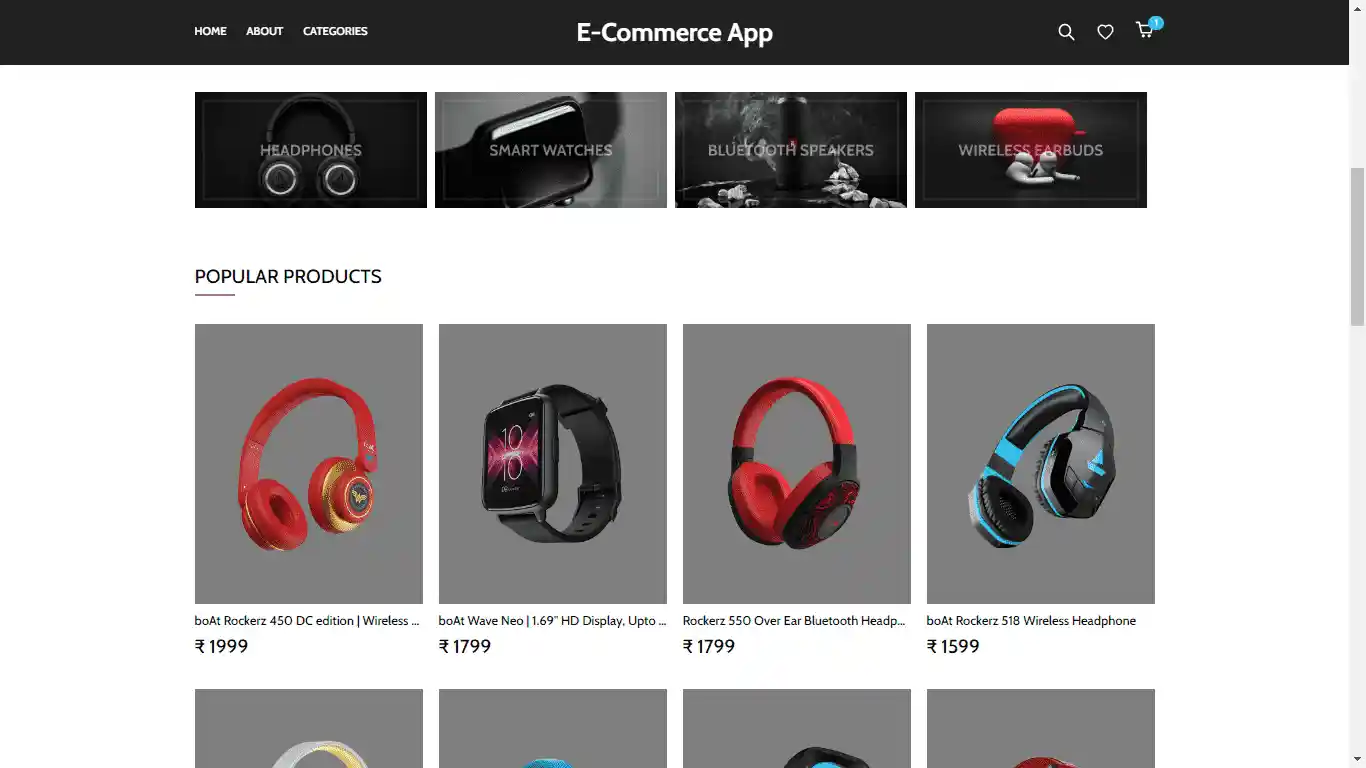 HOME ABOUT CATEGORIES E-Commerce App 1
HEADPHONES SMART WATCHES BLUETOOTH SPEAKERS WIRELESS EARBUDS
POPULAR PRODUCTS
10
18
boAt Rockerz 450 DC edition | Wireless ... boAt Wave Neo | 1.69" HD Display, Upto ... Rockerz 550 Over Ear Bluetooth Headp... boAt Rockerz 518 Wireless Headphone
₹ 1999 ₹ 1799 ₹ 1799 ₹ 1599